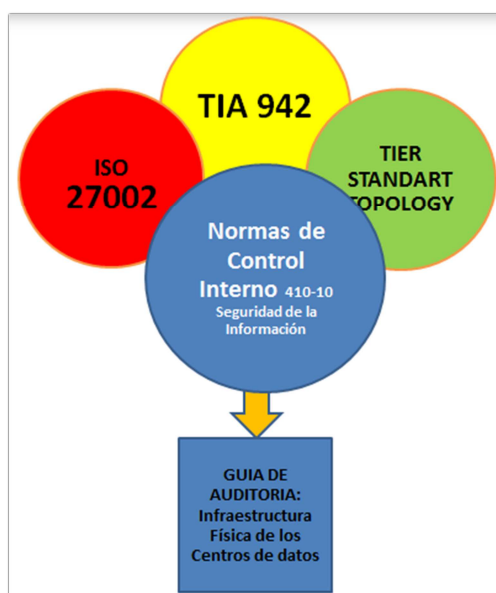 TIA 942
ISO
27002
TIER
STANDART
TOPOLOGY
Normas de
Control
Interno 410-10
Seguridad de la
Información
GUIA DE
AUDITORIA:
Infraestructura
Física de los
Centros de datos